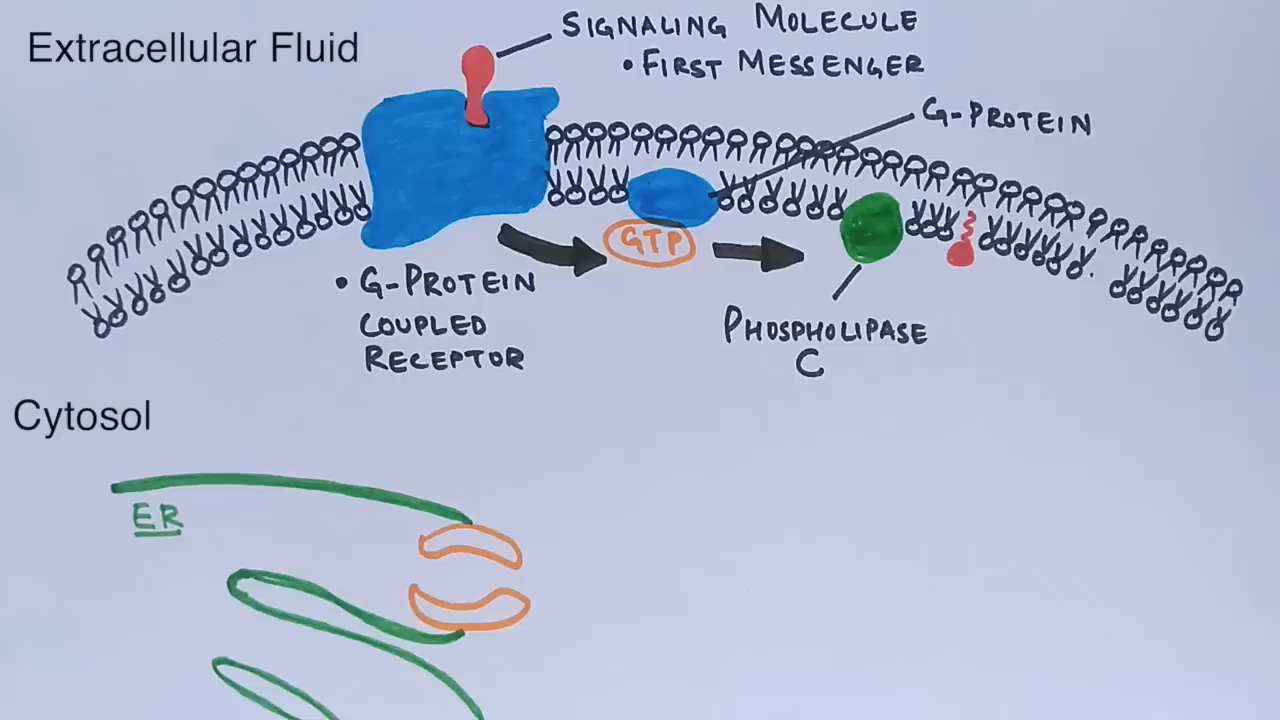 Extracellular Fluid
SIGNALING MOLECULE
• FIRST MESSENGER
G-PROTEIN
GTP
• G-PROTEIN
COUPLED
RECEPTOR
PHOSPHOLIPASE
C
Cytosol
ER